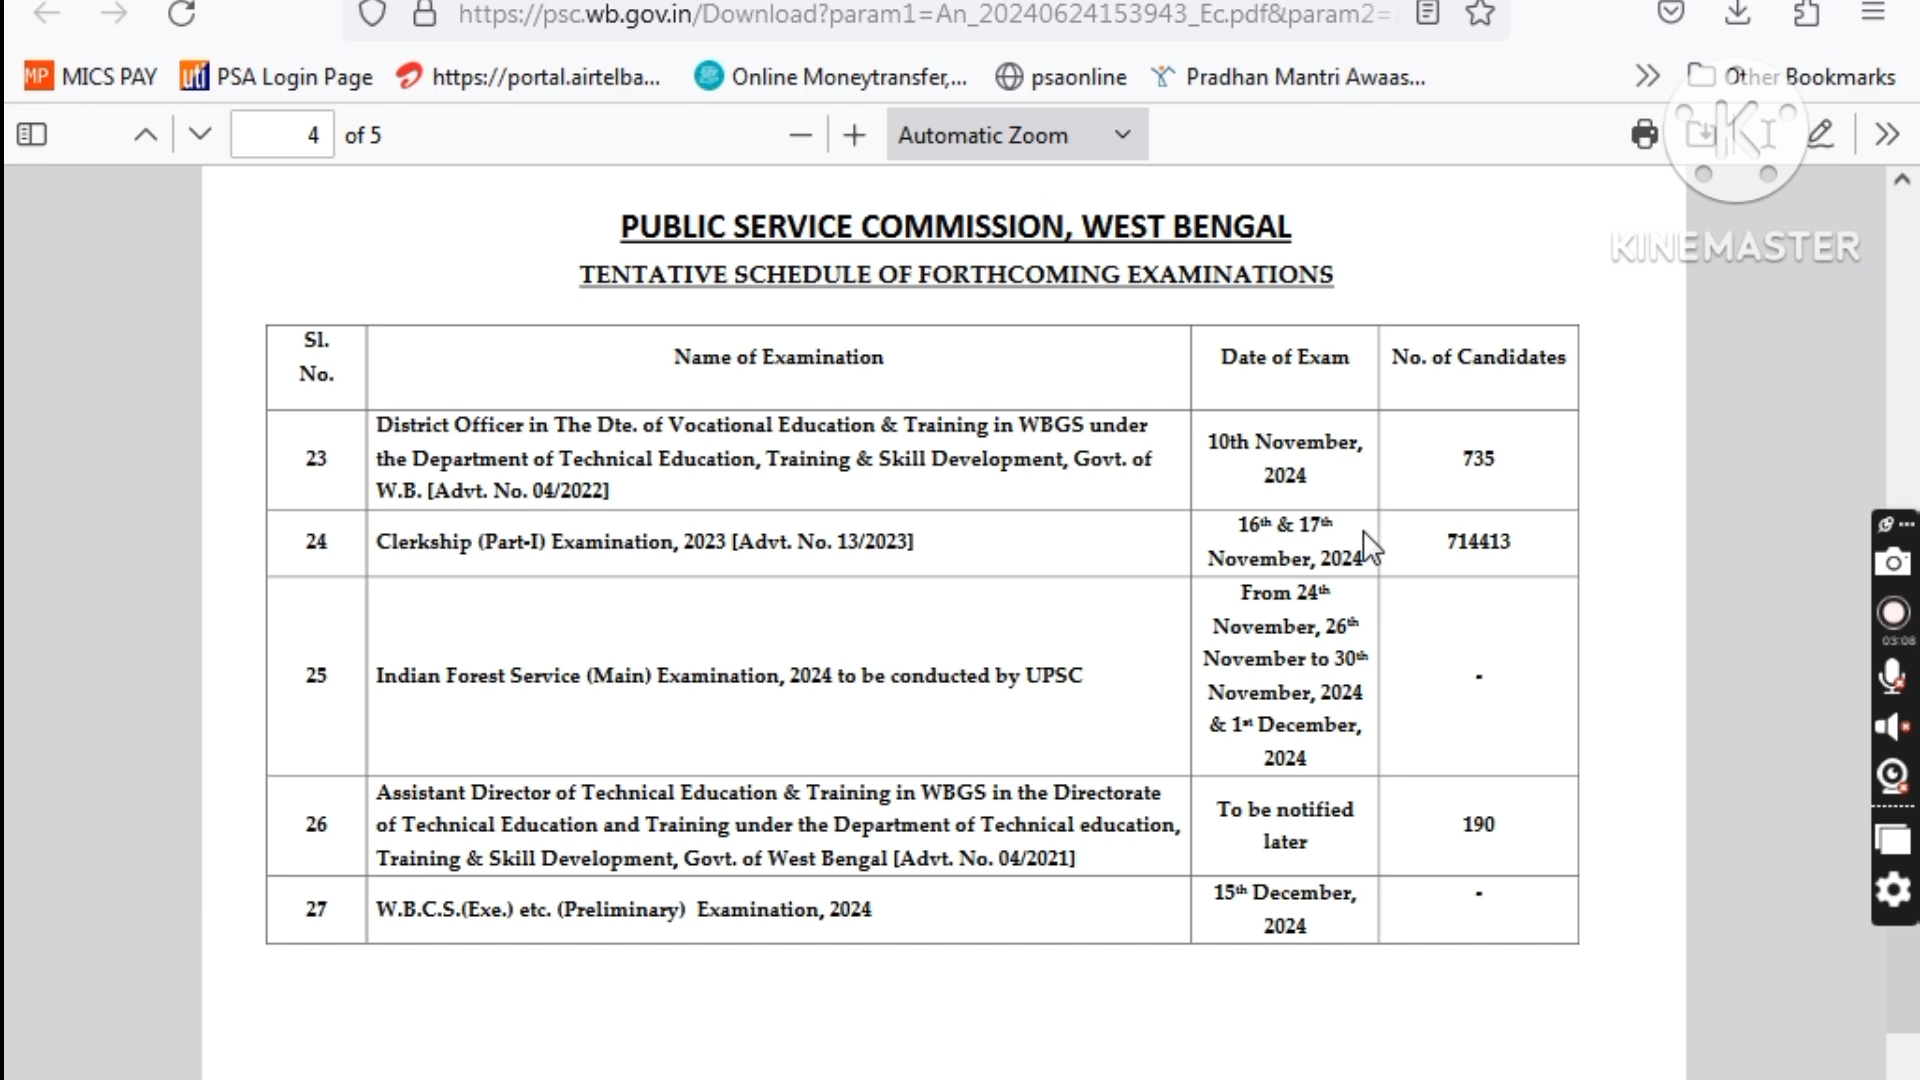 https://psc.wb.gov.in/Download?param1=An_20240624153943_Ec.pdf&param2=
MP MICS PAY uti PSA Login Page https://portal.airtelba... Online Moneytransfer,... psaonline Pradhan Mantri Awaas... Other Bookmarks
4 of 5 Automatic Zoom
KINEMASTER
PUBLIC SERVICE COMMISSION, WEST BENGAL
TENTATIVE SCHEDULE OF FORTHCOMING EXAMINATIONS
Sl. No. Name of Examination Date of Exam No. of Candidates
23 District Officer in The Dte. of Vocational Education & Training in WBGS under
the Department of Technical Education, Training & Skill Development, Govt. of
W.B. [Advt. No. 04/2022]
10th November,
2024
735
24 Clerkship (Part-I) Examination, 2023 [Advt. No. 13/2023]
16th & 17th
November, 2024
714413
25 Indian Forest Service (Main) Examination, 2024 to be conducted by UPSC
From 24th
November, 26th
November to 30th
November, 2024
& 1st December,
2024
-
26 Assistant Director of Technical Education & Training in WBGS in the Directorate
of Technical Education and Training under the Department of Technical education,
Training & Skill Development, Govt. of West Bengal [Advt. No. 04/2021]
To be notified
later
190
27 W.B.C.S.(Exe.) etc. (Preliminary) Examination, 2024
15th December,
2024
-
03:08